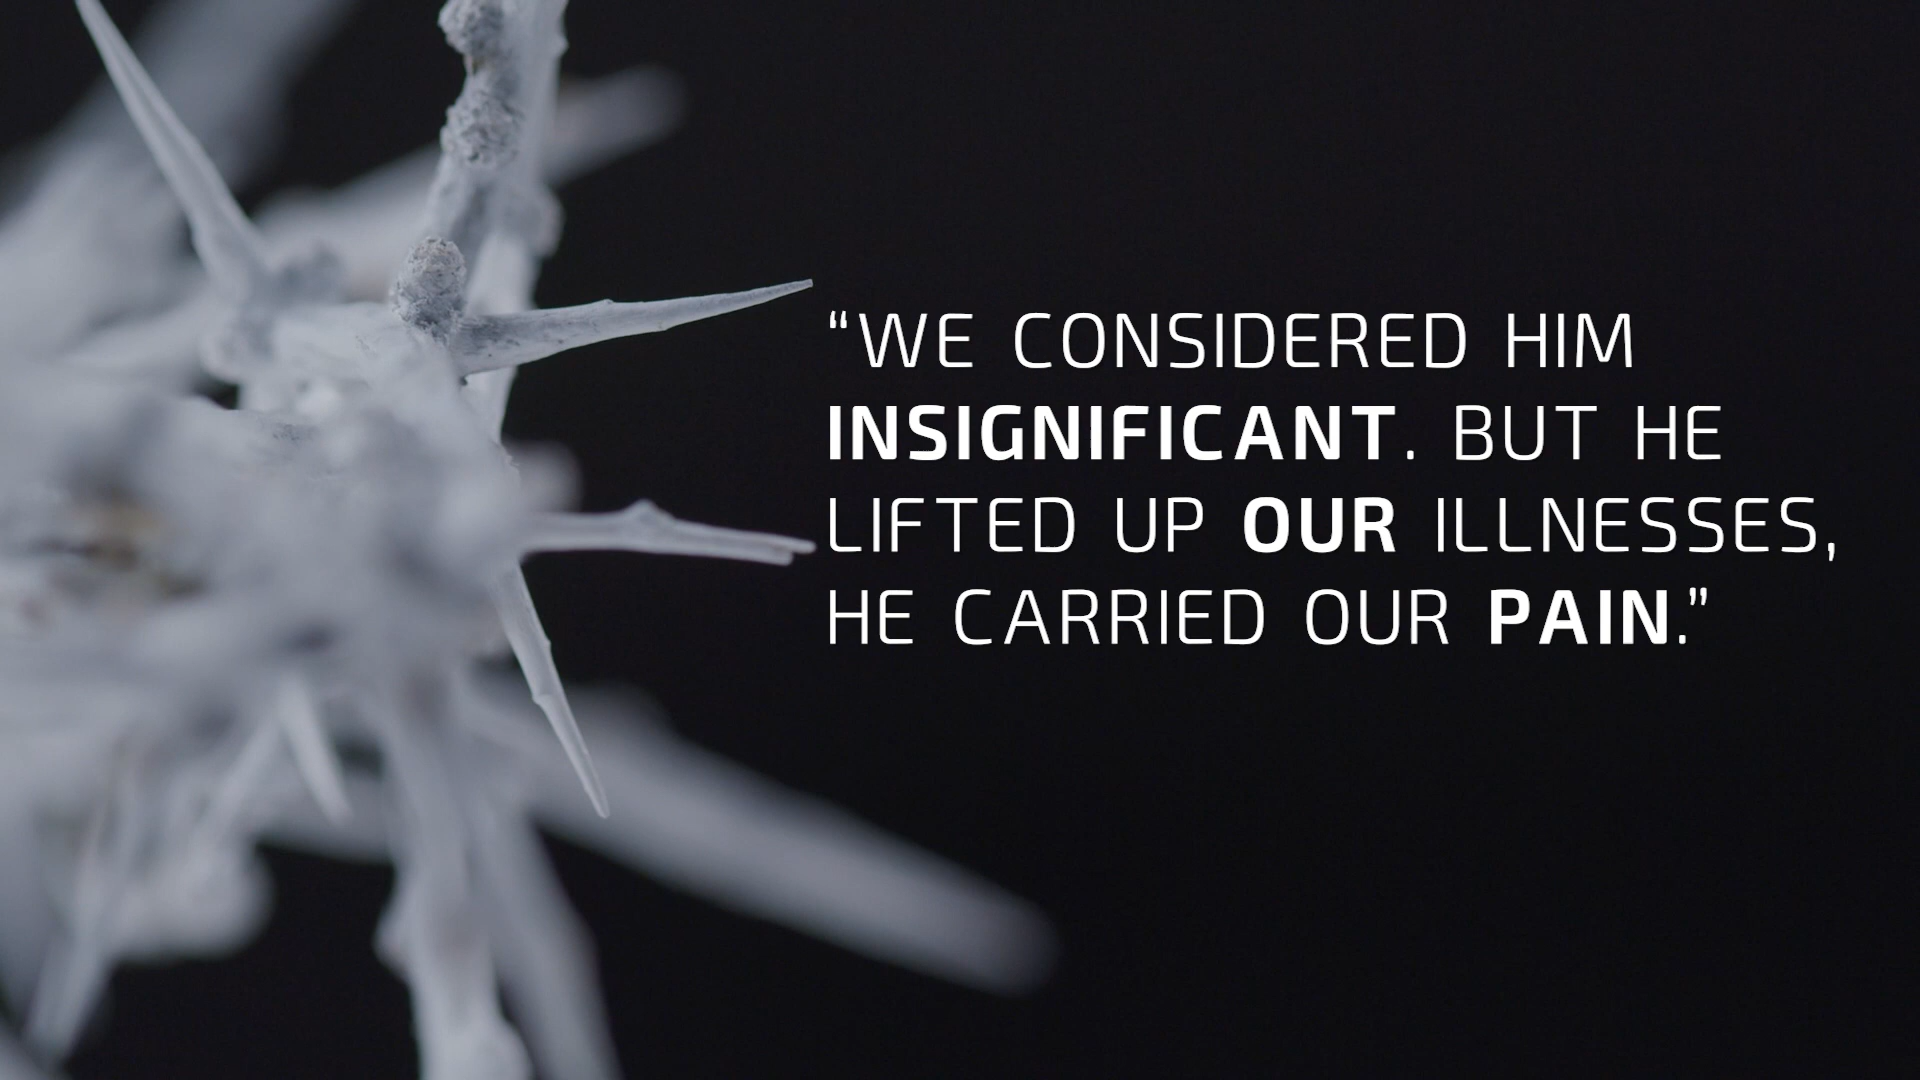 “WE CONSIDERED HIM
INSIGNIFICANT. BUT HE
LIFTED UP OUR ILLNESSES,
HE CARRIED OUR PAIN.”